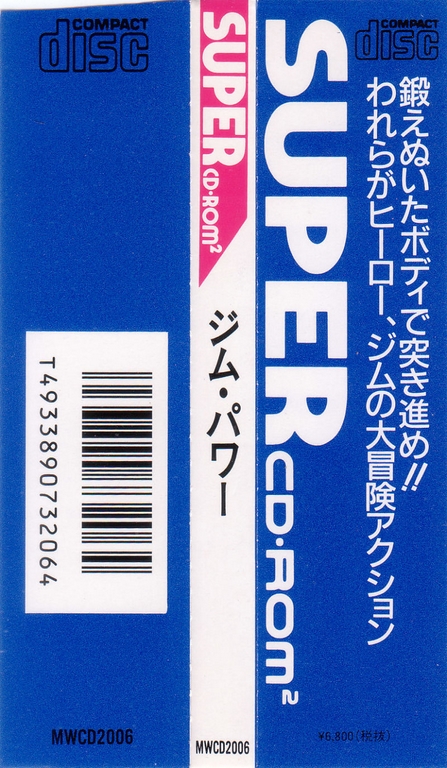 COMPACT
disc
T4933890732064
MWCD2006
SUPER
CD-ROM²
ジム・パワー
MWCD2006
SUPER CD-ROM²
COMPACT
disc
鍛えぬいたボディで突き進め!!
われらがヒーロー、ジムの大冒険アクション
¥6,800(税抜)